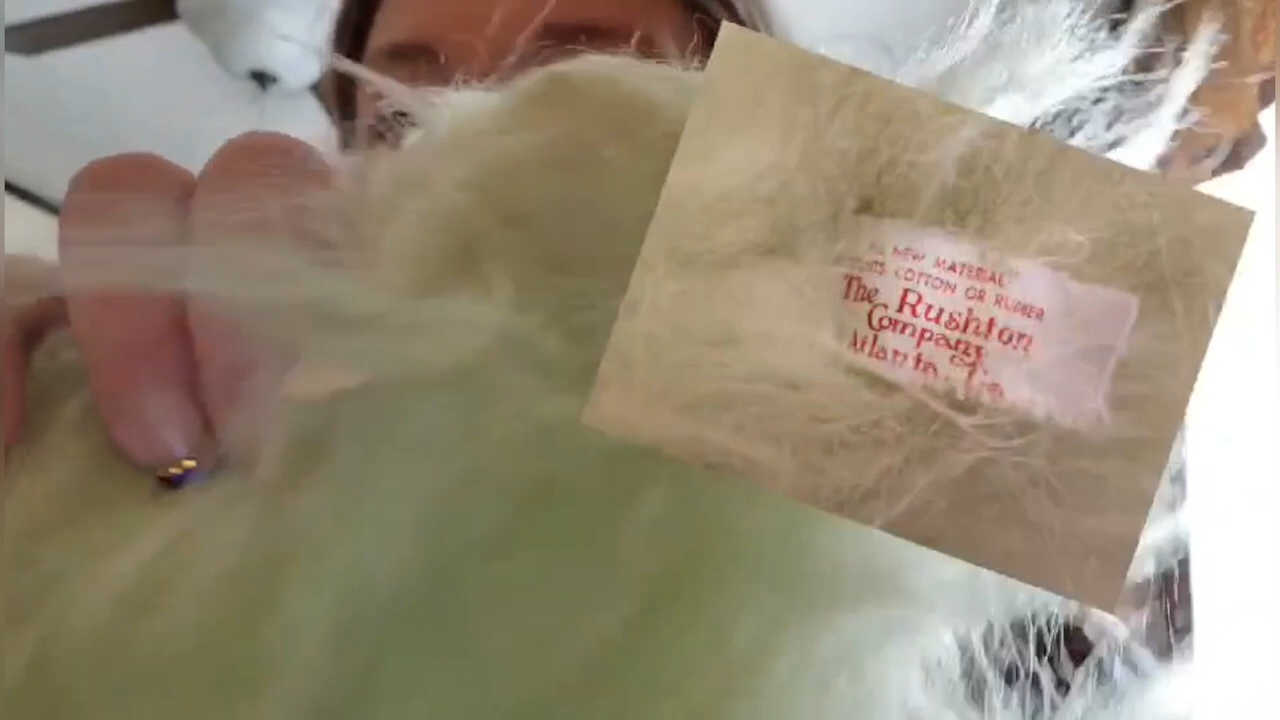 NEW MATERIAL
COTTON OR RUBBER
The Rushton
Company
Atlanta